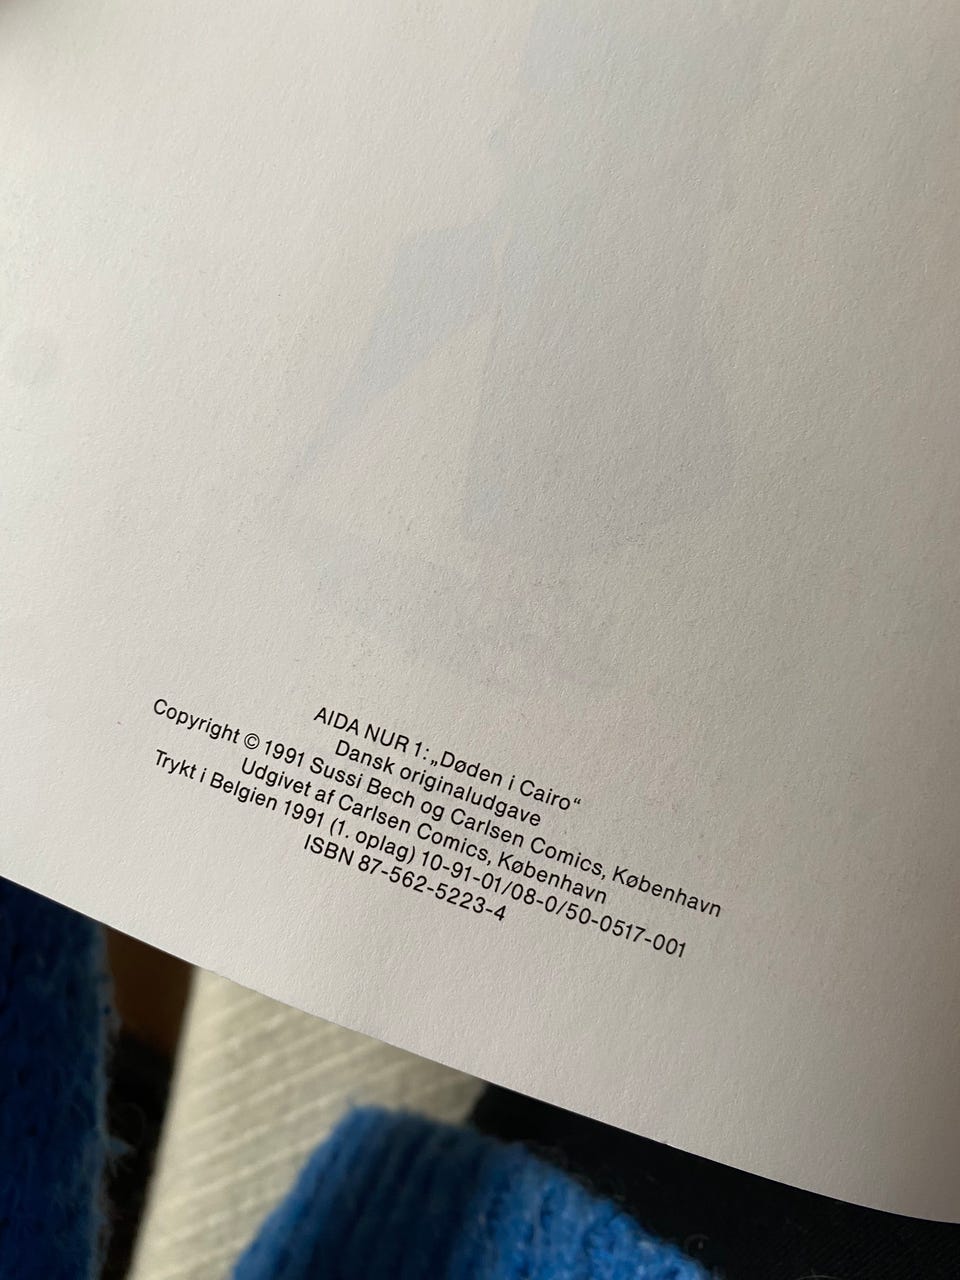 AIDA NUR 1: „Døden i Cairo“
Dansk originaludgave
Copyright © 1991 Sussi Bech og Carlsen Comics, København
Udgivet af Carlsen Comics, København
Trykt i Belgien 1991 (1. oplag) 10-91-01/08-0/50-0517-001
ISBN 87-562-5223-4